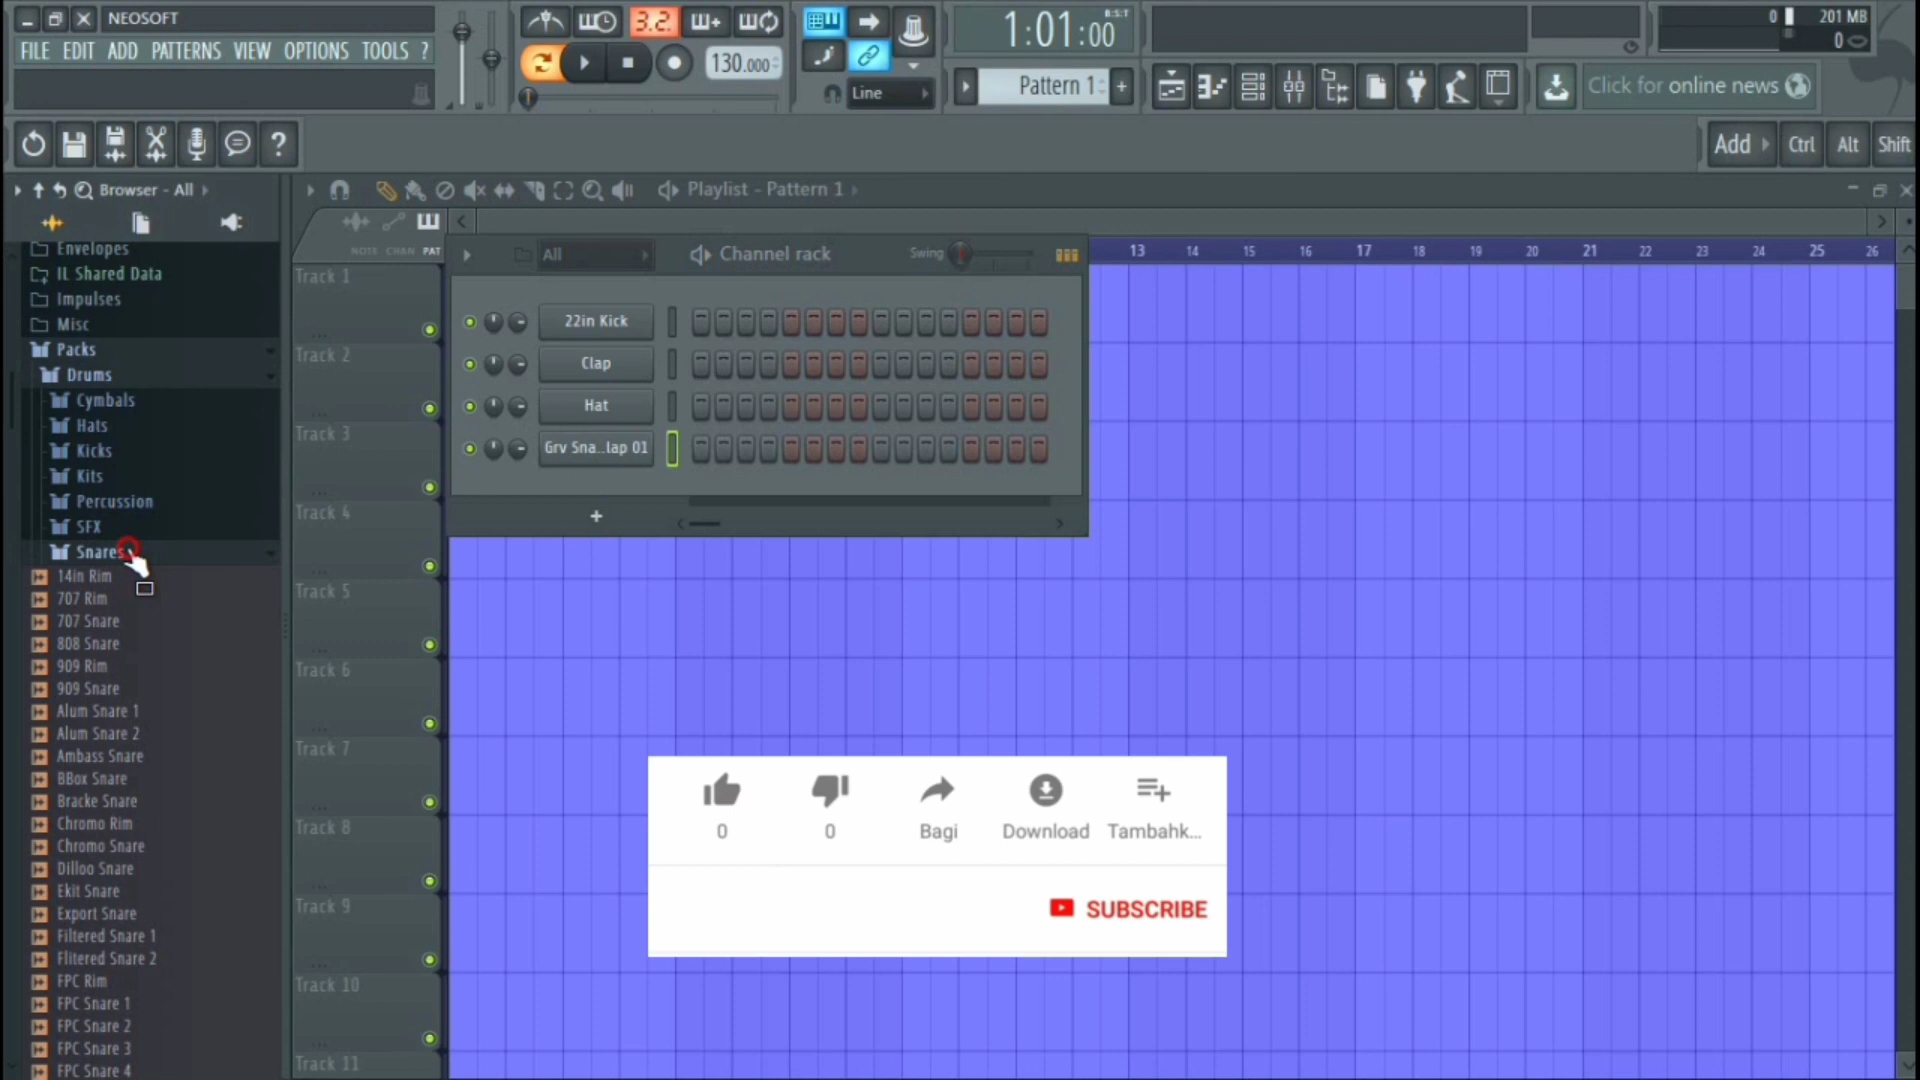 NEOSOFT
FILE EDIT ADD PATTERNS VIEW OPTIONS TOOLS ?
3.2.
130.000
Line
1:01:00
B:S:T
Pattern 1
+
0
201 MB
0
Click for online news
?
Add
Ctrl
Alt
Shift
Browser - All
Playlist - Pattern 1
NOTE CHAN PAT
13 14 15 16 17 18 19 20 21 22 23 24 25 26
All
Channel rack
Swing
22in Kick
Clap
Hat
Grv Sna...lap 01
+
Envelopes
IL Shared Data
Impulses
Misc
Packs
Drums
Cymbals
Hats
Kicks
Kits
Percussion
SFX
Snares
14in Rim
707 Rim
707 Snare
808 Snare
909 Rim
909 Snare
Alum Snare 1
Alum Snare 2
Ambass Snare
BBox Snare
Bracke Snare
Chromo Rim
Chromo Snare
Dilloo Snare
Ekit Snare
Export Snare
Filtered Snare 1
Flitered Snare 2
FPC Rim
FPC Snare 1
FPC Snare 2
FPC Snare 3
FPC Snare 4
Track 1
Track 2
Track 3
Track 4
Track 5
Track 6
Track 7
Track 8
Track 9
Track 10
Track 11
0 0 Bagi Download Tambahk...
SUBSCRIBE